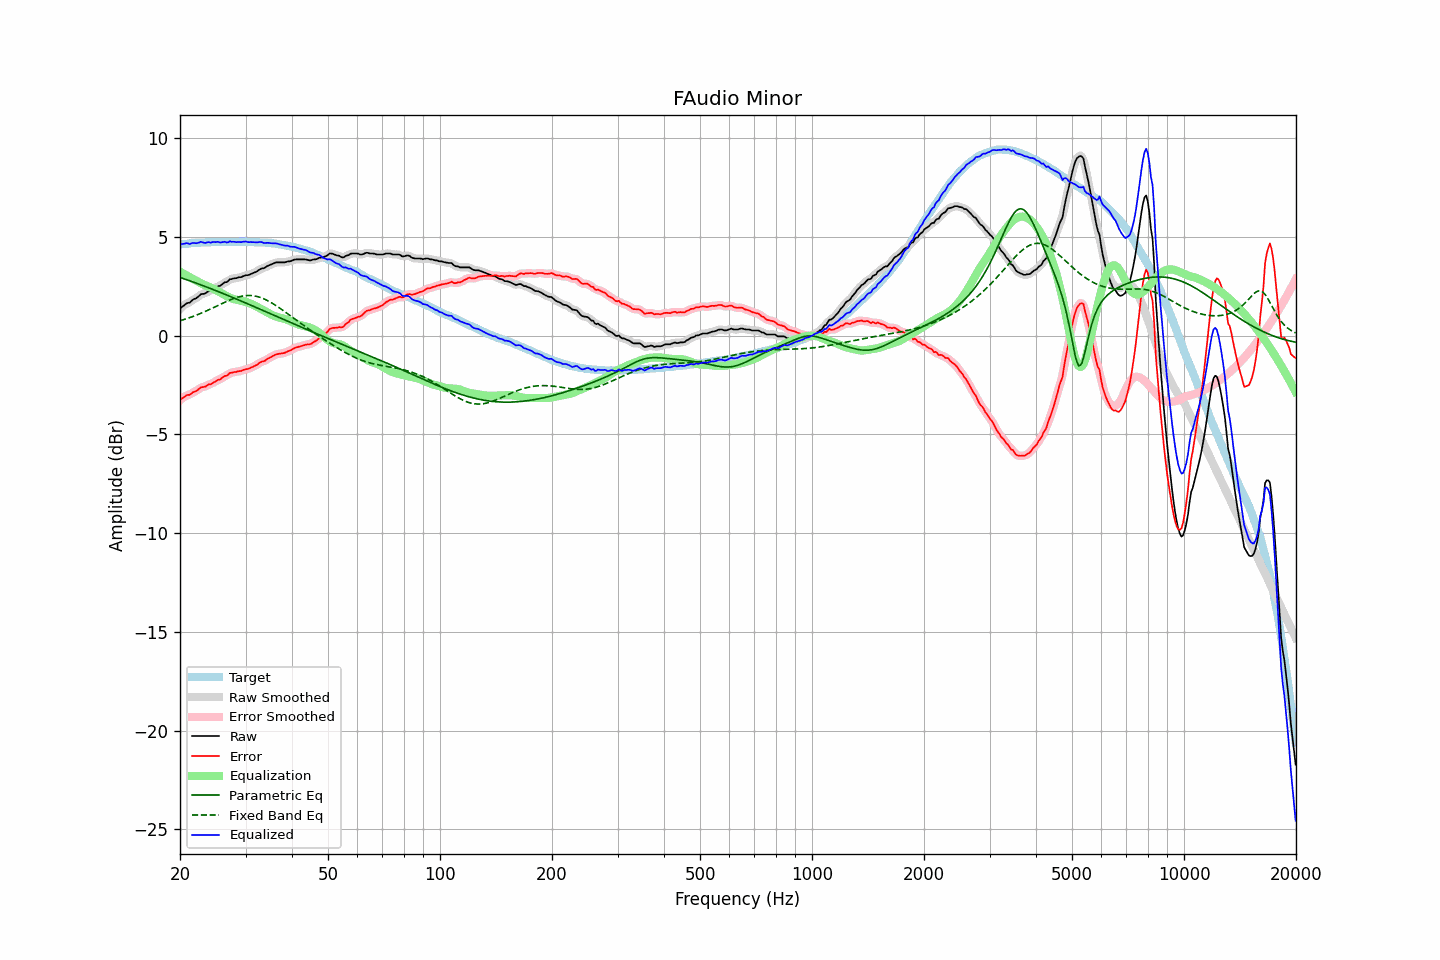 FAudio Minor
10
5
0
−5
−10
−15
−20
−25
Amplitude (dBr)
Target
Raw Smoothed
Error Smoothed
Raw
Error
Equalization
Parametric Eq
Fixed Band Eq
Equalized
20 50 100 200 500 1000 2000 5000 10000 20000
Frequency (Hz)